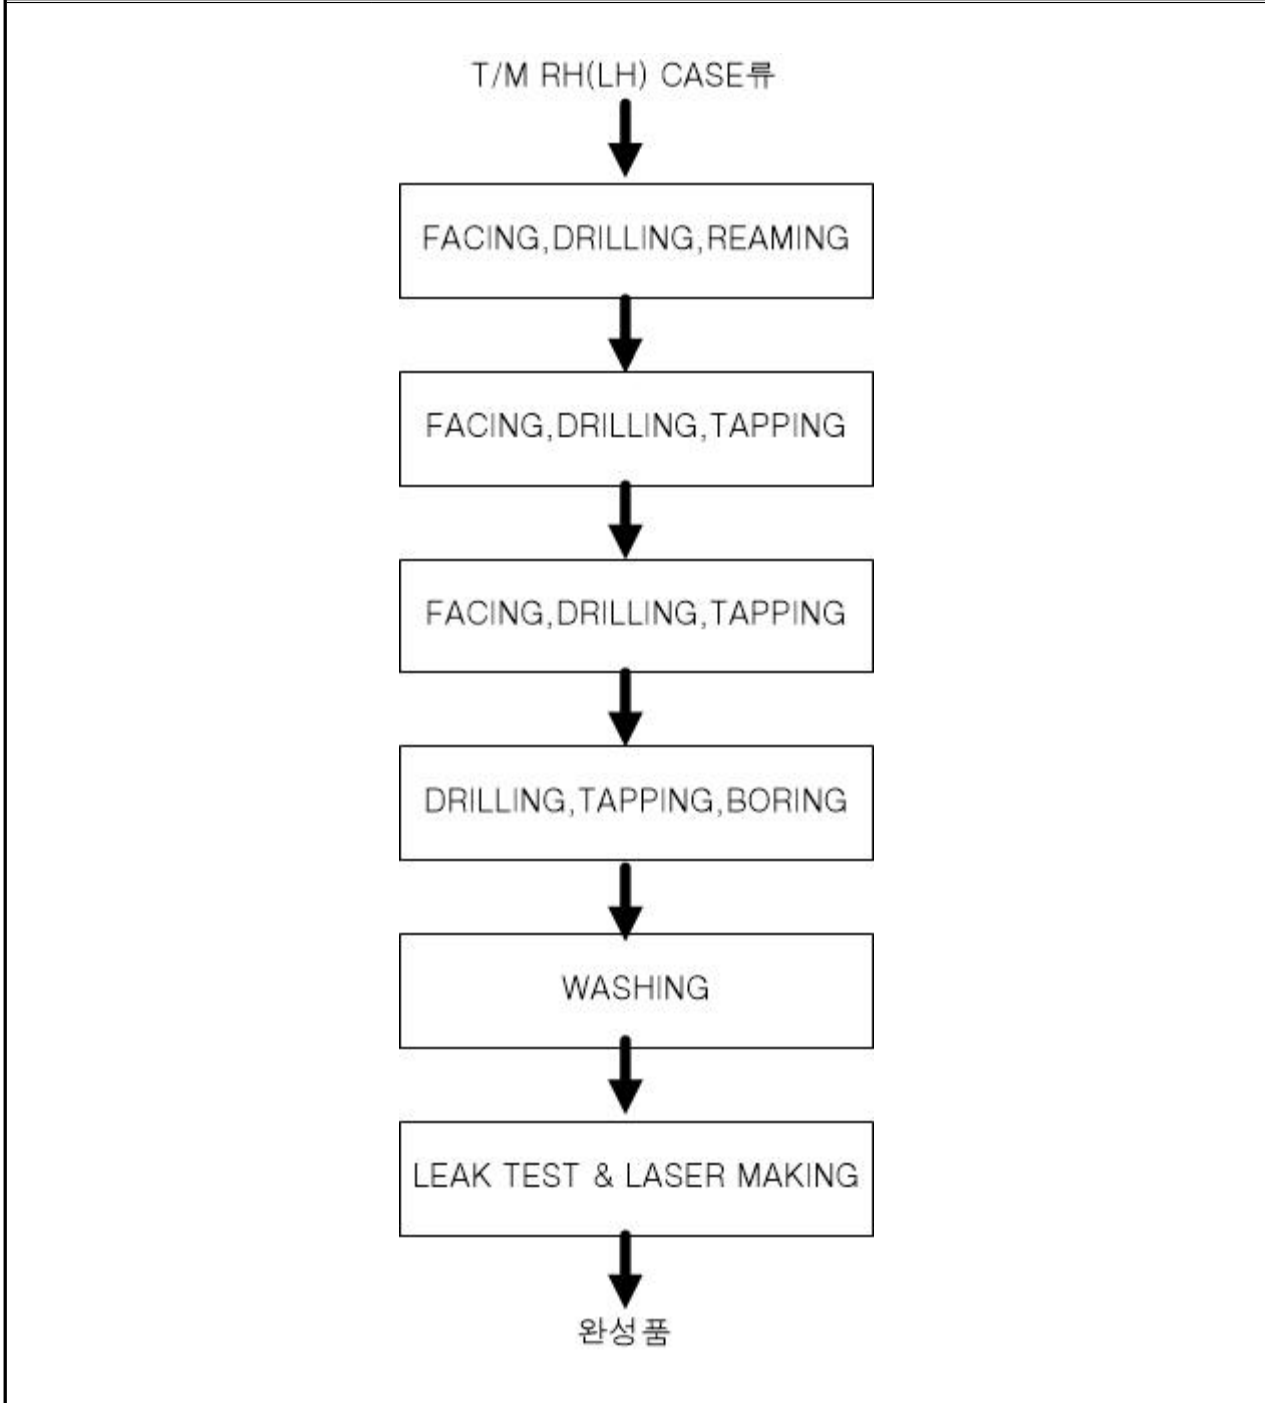 T/M RH(LH) CASE류
FACING,DRILLING,REAMING
FACING,DRILLING,TAPPING
FACING,DRILLING,TAPPING
DRILLING,TAPPING,BORING
WASHING
LEAK TEST & LASER MAKING
완성품